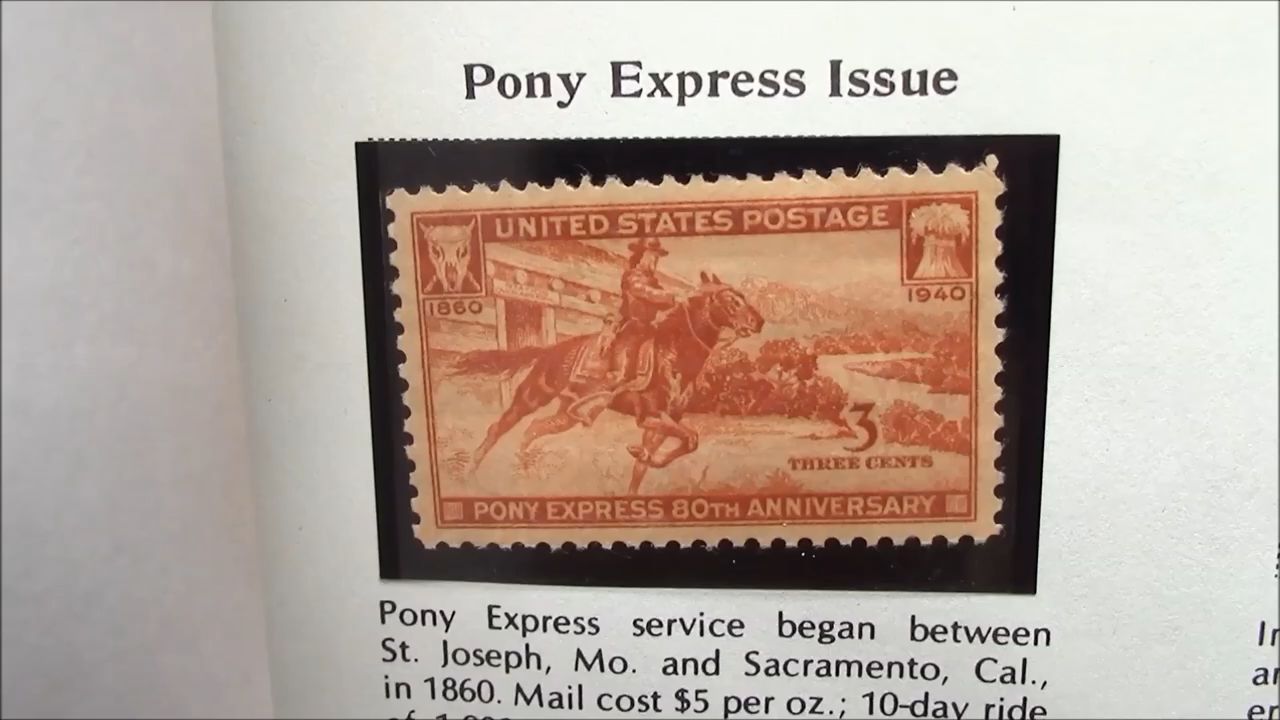 Pony Express Issue
UNITED STATES POSTAGE
1860
1940
3
THREE CENTS
PONY EXPRESS 80TH ANNIVERSARY
Pony Express service began between
St. Joseph, Mo. and Sacramento, Cal.,
in 1860. Mail cost $5 per oz.; 10-day ride